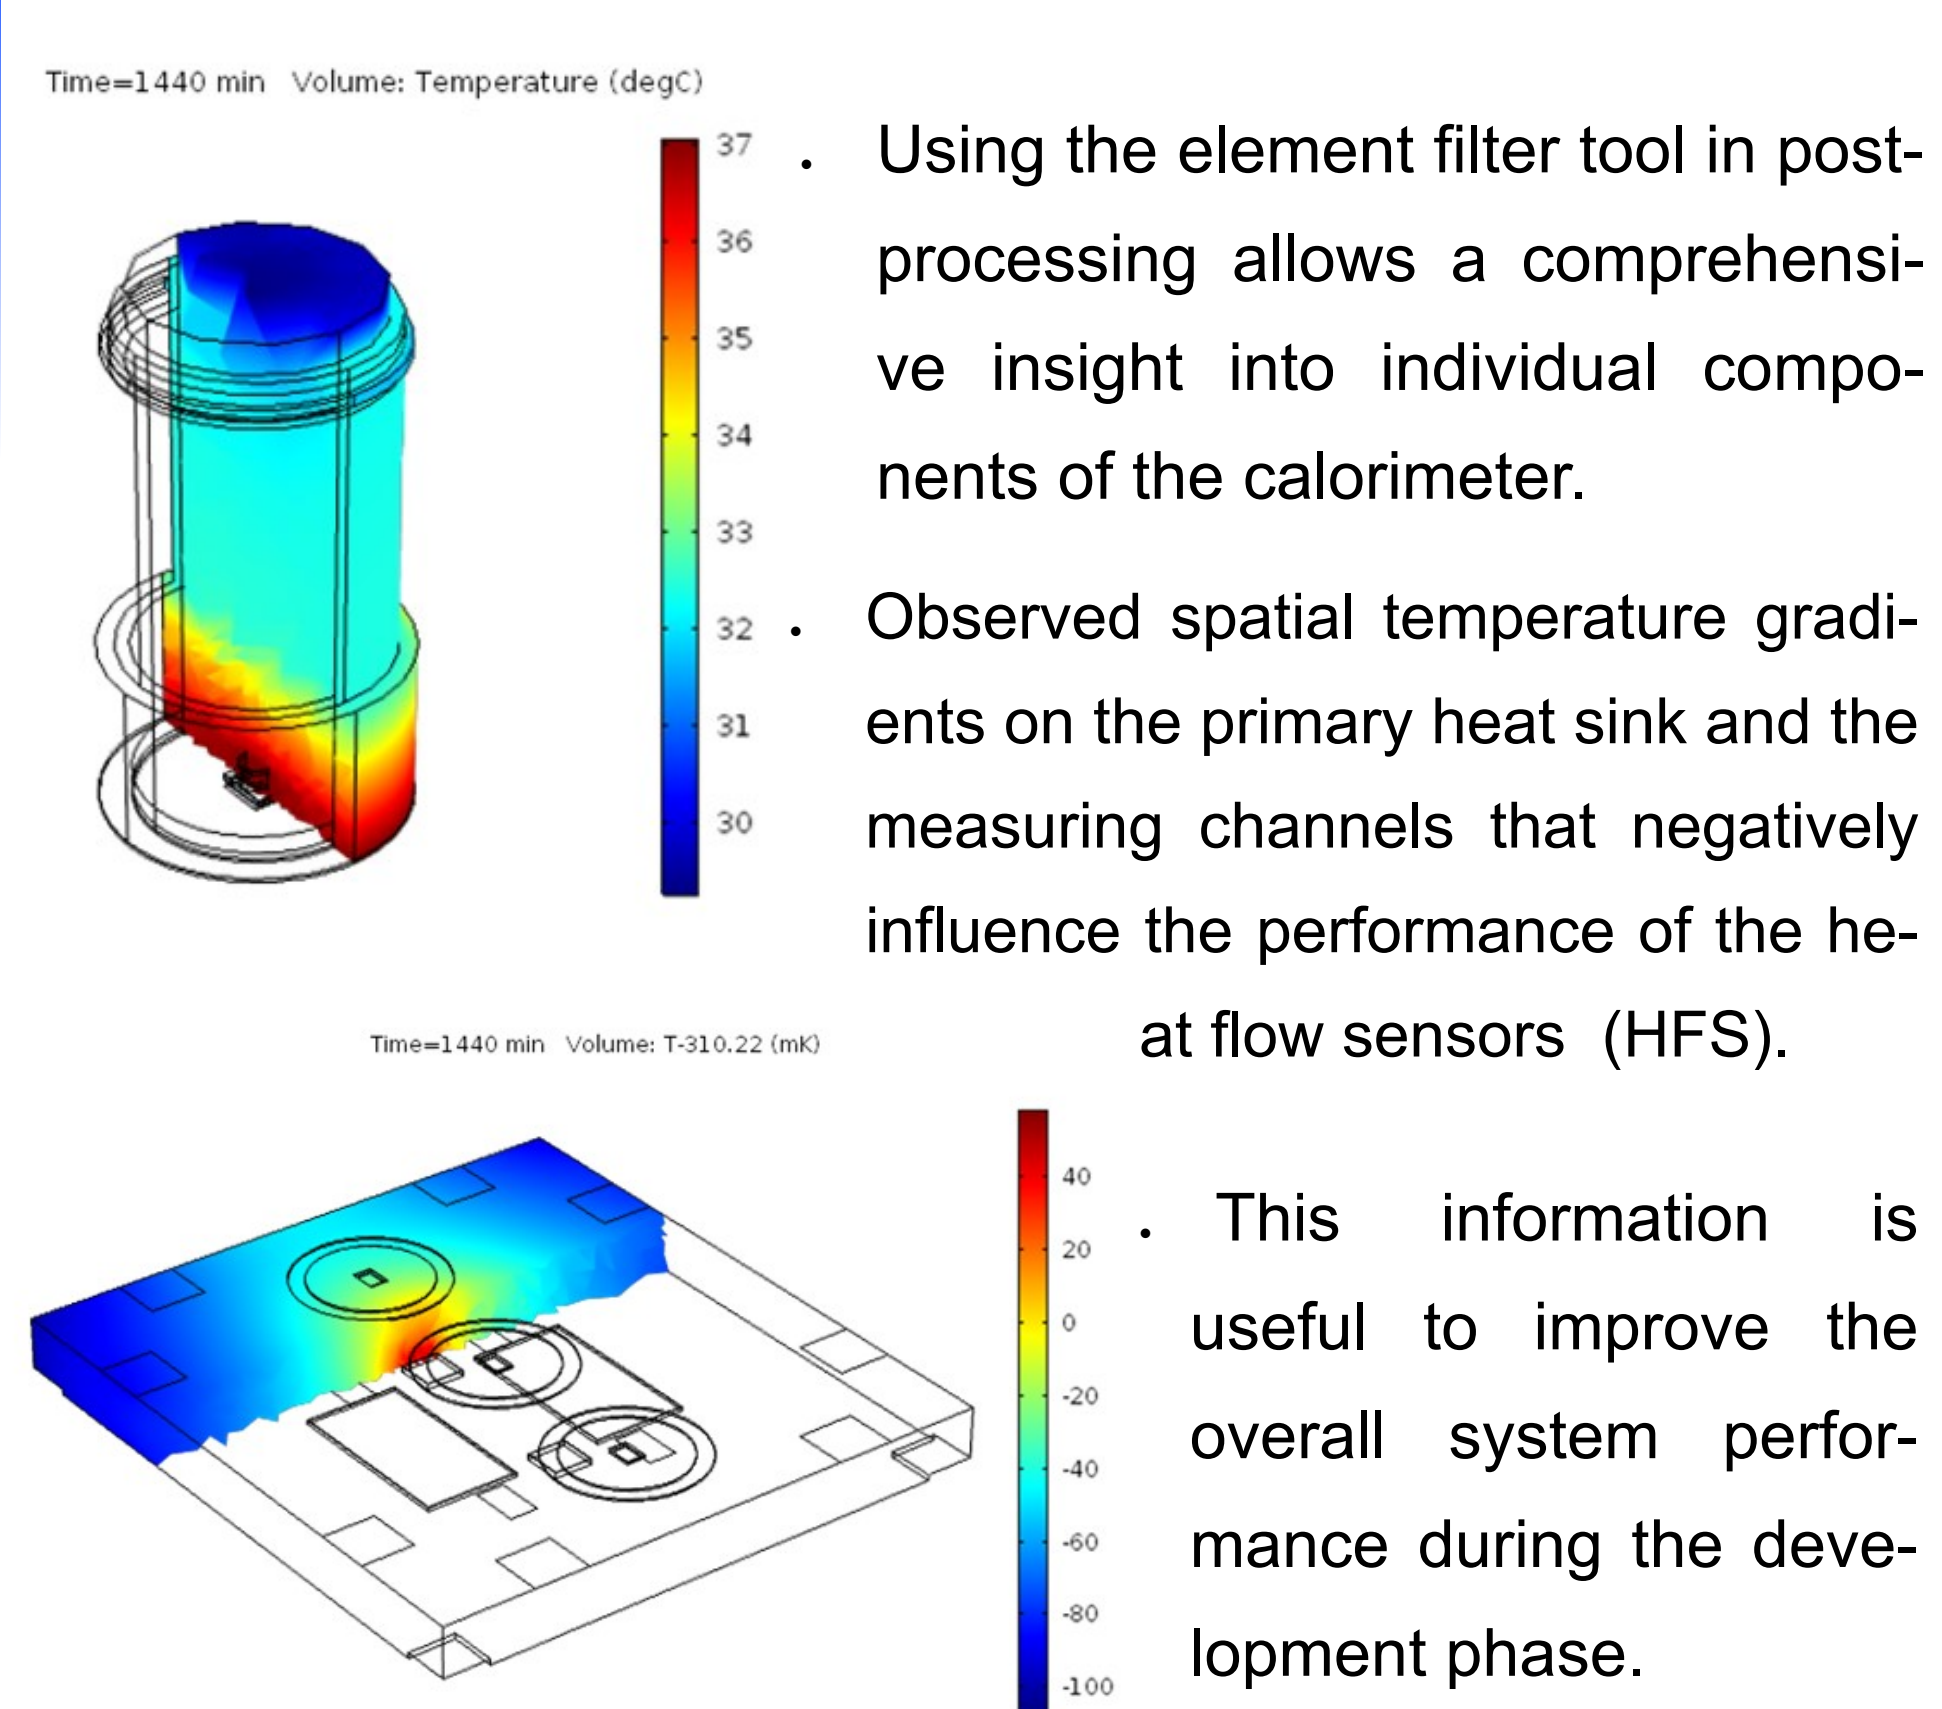 Time=1440 min   Volume: Temperature (degC)
37
36
35
34
33
32
31
30
• Using the element filter tool in post-
processing allows a comprehensi-
ve insight into individual compo-
nents of the calorimeter.
• Observed spatial temperature gradi-
ents on the primary heat sink and the
measuring channels that negatively
influence the performance of the he-
at flow sensors  (HFS).
Time=1440 min   Volume: T-310.22 (mK)
40
20
0
-20
-40
-60
-80
-100
• This information is
useful to improve the
overall system perfor-
mance during the deve-
lopment phase.